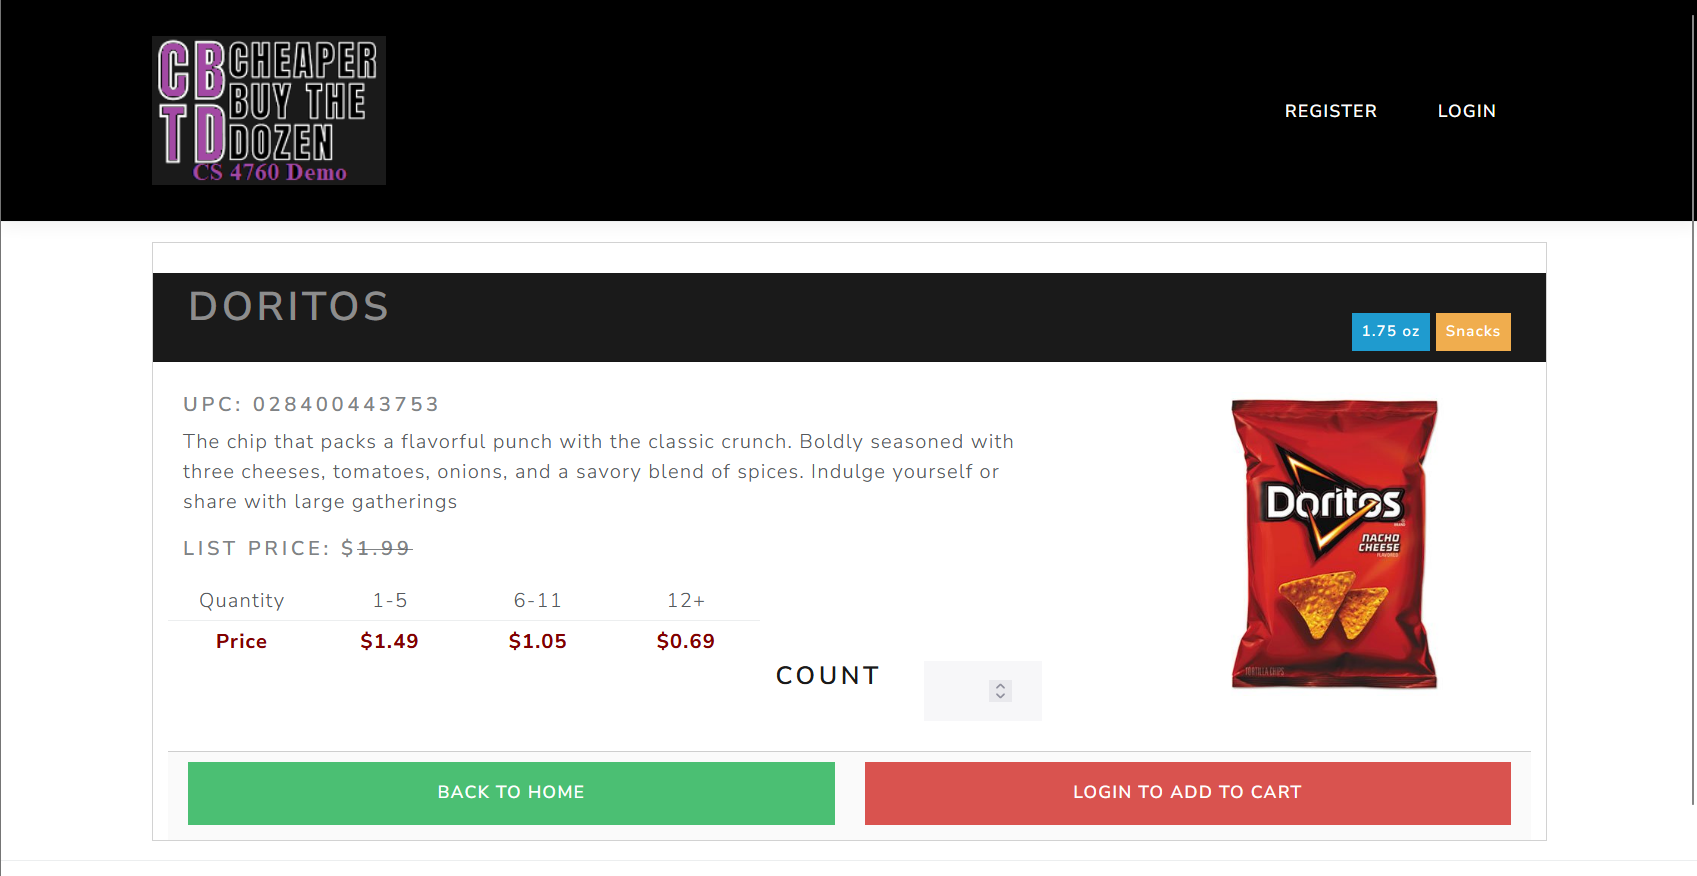 CB CHEAPER
BUY THE
TD DOZEN
CS 4760 Demo
REGISTER LOGIN
DORITOS
1.75 oz Snacks
UPC: 028400443753
The chip that packs a flavorful punch with the classic crunch. Boldly seasoned with
three cheeses, tomatoes, onions, and a savory blend of spices. Indulge yourself or
share with large gatherings
LIST PRICE: $1.99
Quantity 1-5 6-11 12+
Price $1.49 $1.05 $0.69
COUNT
Doritos
NACHO
CHEESE
TORTILLA CHIPS
BACK TO HOME LOGIN TO ADD TO CART